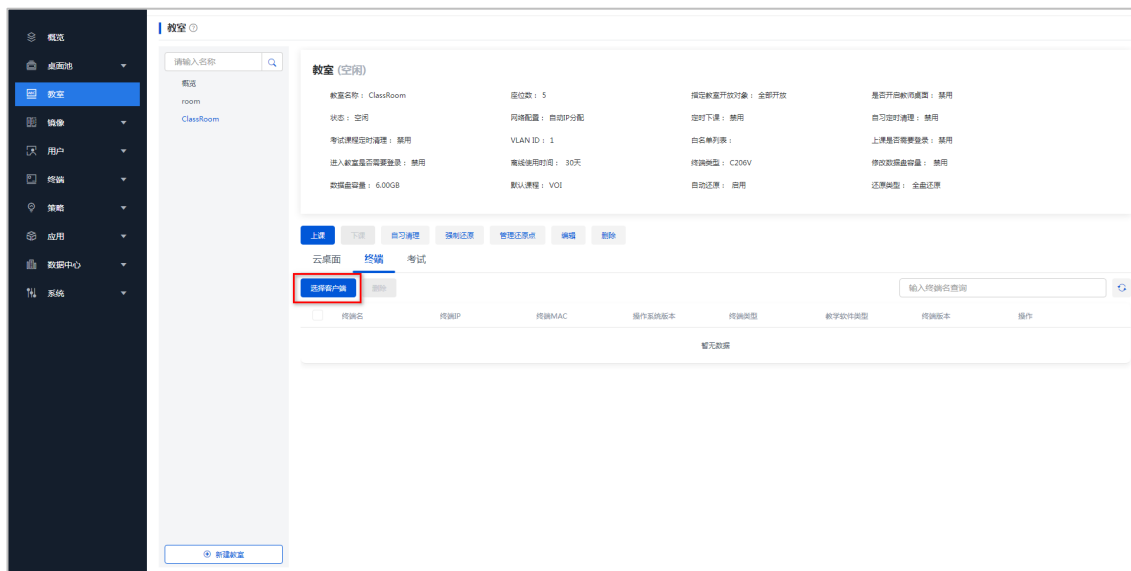 教室
概览
桌面池
教室
镜像
用户
终端
策略
应用
数据中心
系统
请输入名称
概览
room
ClassRoom
新建教室
教室 (空闲)
教室名称： ClassRoom 座位数： 5 指定教室开放对象： 全部开放 是否开启教师桌面： 禁用
状态： 空闲 网络配置： 自动IP分配 定时下课： 禁用 自习定时清理： 禁用
考试课程定时清理： 禁用 VLAN ID： 1 白名单列表： 上课是否需要登录： 禁用
进入教室是否需要登录： 禁用 离线使用时间： 30天 终端类型： C206V 修改数据盘容量： 禁用
数据盘容量： 6.00GB 默认课程： VOI 自动还原： 启用 还原类型： 全盘还原
上课 下课 自习清理 强制还原 管理还原点 编辑 删除
云桌面 终端 考试
选择客户端 删除 输入终端名查询
终端名 终端IP 终端MAC 操作系统版本 终端类型 教学软件类型 终端版本 操作
暂无数据